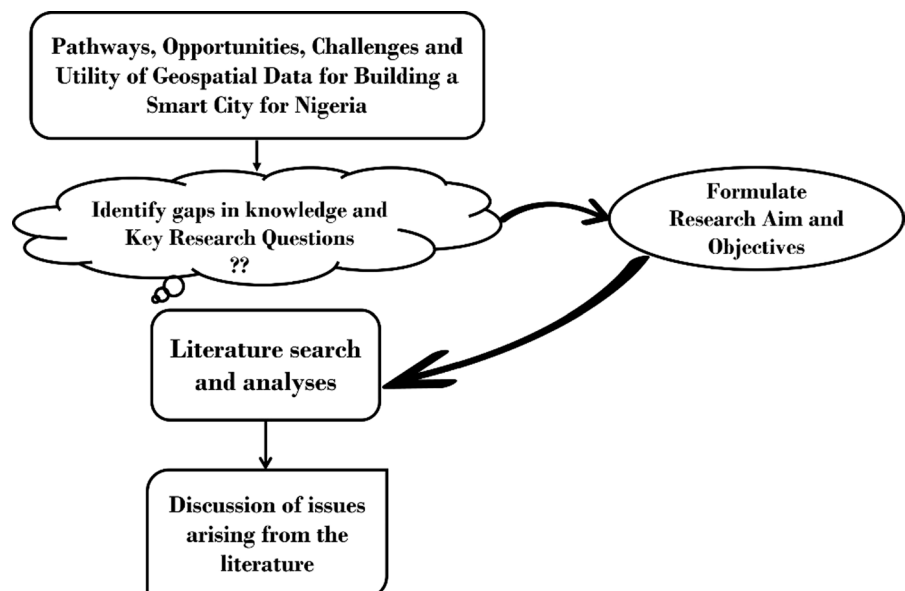 Pathways, Opportunities, Challenges and
Utility of Geospatial Data for Building a
Smart City for Nigeria
Identify gaps in knowledge and
Key Research Questions
??
Formulate
Research Aim and
Objectives
Literature search
and analyses
Discussion of issues
arising from the
literature